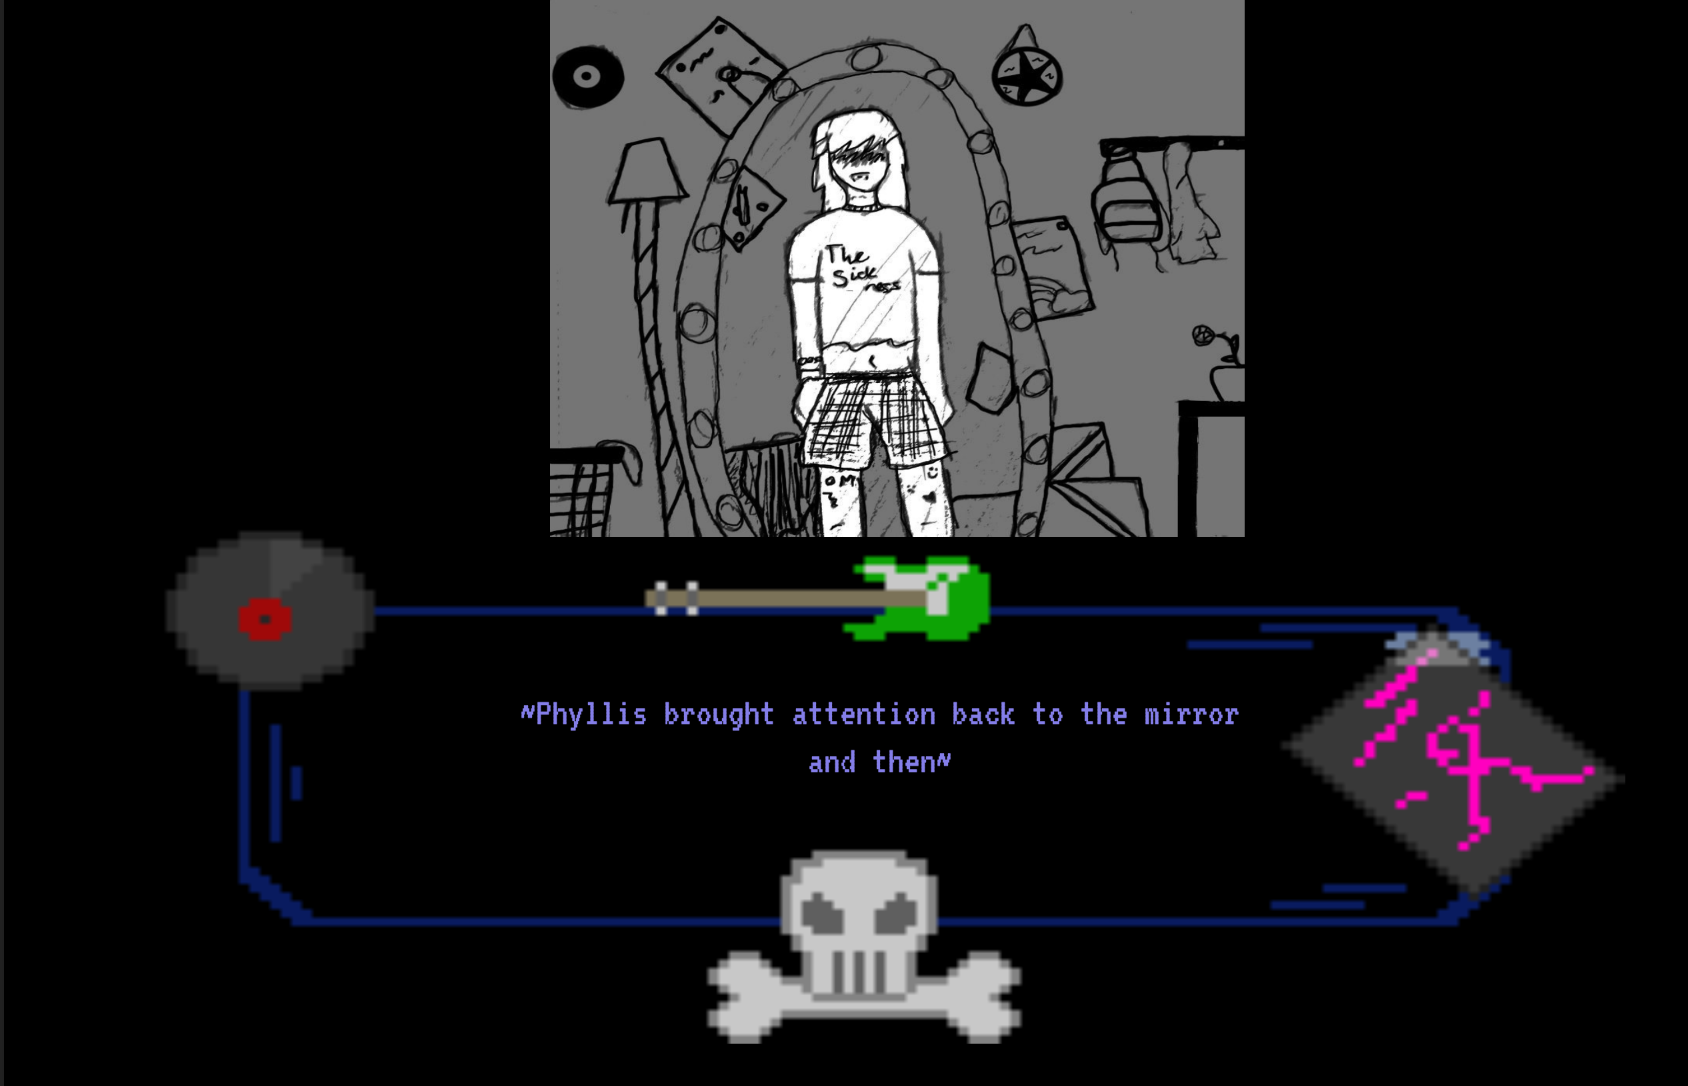 The
Sick
ness
~Phyllis brought attention back to the mirror
and then~